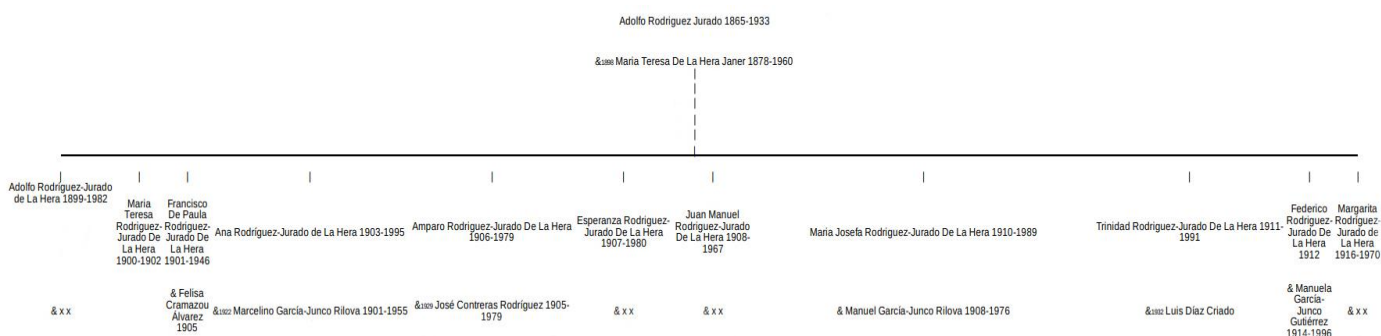 Adolfo Rodriguez Jurado 1865-1933
&1898 Maria Teresa De La Hera Janer 1878-1960
Adolfo Rodriguez-Jurado
de La Hera 1899-1982
& x x
Maria
Teresa
Rodriguez-
Jurado De
La Hera
1900-1902
Francisco
De Paula
Rodriguez-
Jurado De
La Hera
1901-1946
& Felisa
Cramazou
Álvarez
1905
Ana Rodríguez-Jurado de La Hera 1903-1995
&1922 Marcelino García-Junco Rilova 1901-1955
Amparo Rodriguez-Jurado De La Hera
1906-1979
&1929 José Contreras Rodríguez 1905-
1979
Esperanza Rodriguez-
Jurado De La Hera
1907-1980
& x x
Juan Manuel
Rodriguez-Jurado
De La Hera 1908-
1967
& x x
Maria Josefa Rodriguez-Jurado De La Hera 1910-1989
& Manuel García-Junco Rilova 1908-1976
Trinidad Rodriguez-Jurado De La Hera 1911-
1991
&1932 Luis Díaz Criado
Federico
Rodriguez-
Jurado De
La Hera
1912
& Manuela
García-
Junco
Gutiérrez
1914-1996
Margarita
Rodriguez-
Jurado de
La Hera
1916-1970
& x x